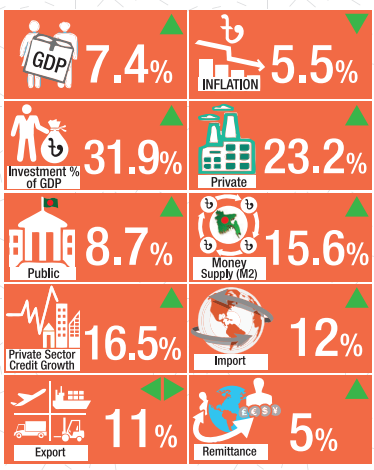 GDP
7.4%
৳
INFLATION
5.5%
৳
Investment %
of GDP
31.9%
Private
23.2%
Public
8.7%
৳ ৳
৳ ৳
Money
Supply (M2)
15.6%
Private Sector
Credit Growth
16.5%
Import
12%
Export
11%
£ € $ ¥
Remittance
5%